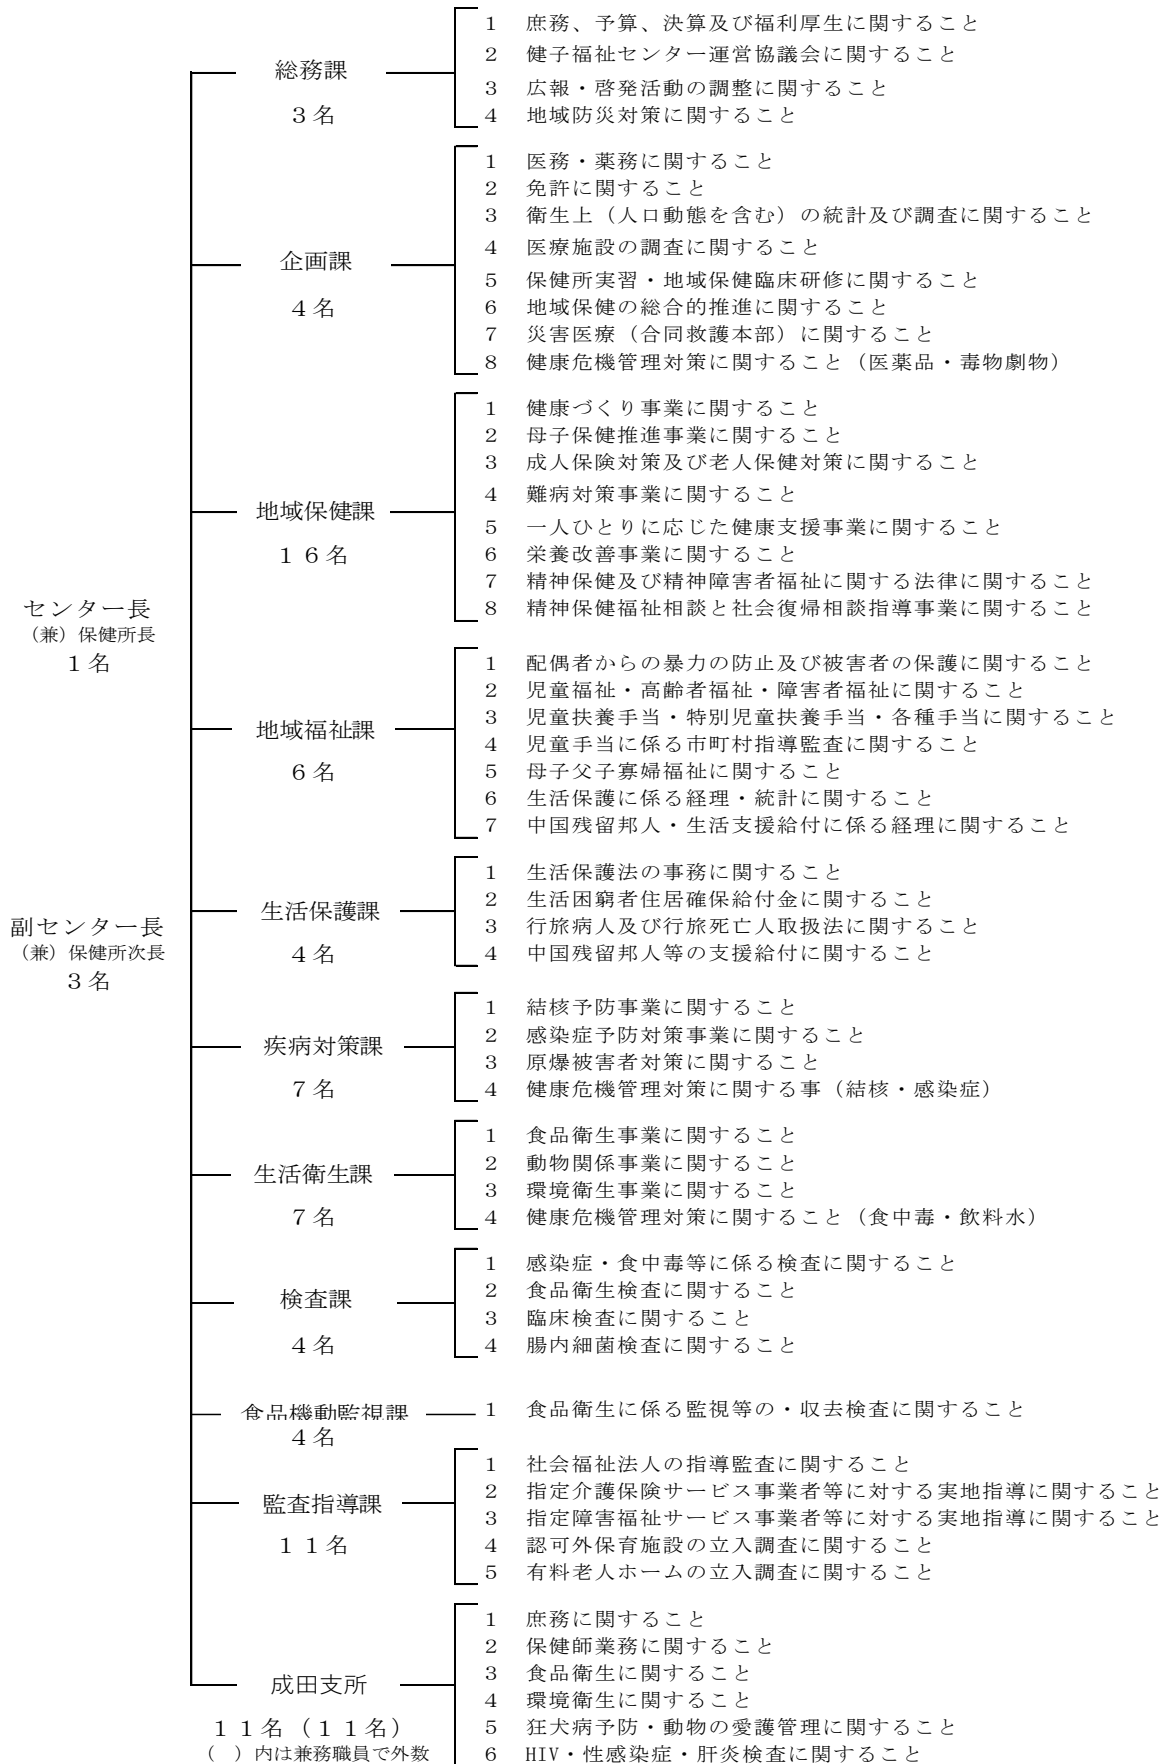 センター長
（兼）保健所長
１名
副センター長
（兼）保健所次長
３名
総務課
３名
1 庶務、予算、決算及び福利厚生に関すること
2 健子福祉センター運営協議会に関すること
3 広報・啓発活動の調整に関すること
4 地域防災対策に関すること
企画課
４名
1 医務・薬務に関すること
2 免許に関すること
3 衛生上（人口動態を含む）の統計及び調査に関すること
4 医療施設の調査に関すること
5 保健所実習・地域保健臨床研修に関すること
6 地域保健の総合的推進に関すること
7 災害医療（合同救護本部）に関すること
8 健康危機管理対策に関すること（医薬品・毒物劇物）
地域保健課
１６名
1 健康づくり事業に関すること
2 母子保健推進事業に関すること
3 成人保険対策及び老人保健対策に関すること
4 難病対策事業に関すること
5 一人ひとりに応じた健康支援事業に関すること
6 栄養改善事業に関すること
7 精神保健及び精神障害者福祉に関する法律に関すること
8 精神保健福祉相談と社会復帰相談指導事業に関すること
地域福祉課
６名
1 配偶者からの暴力の防止及び被害者の保護に関すること
2 児童福祉・高齢者福祉・障害者福祉に関すること
3 児童扶養手当・特別児童扶養手当・各種手当に関すること
4 児童手当に係る市町村指導監査に関すること
5 母子父子寡婦福祉に関すること
6 生活保護に係る経理・統計に関すること
7 中国残留邦人・生活支援給付に係る経理に関すること
生活保護課
４名
1 生活保護法の事務に関すること
2 生活困窮者住居確保給付金に関すること
3 行旅病人及び行旅死亡人取扱法に関すること
4 中国残留邦人等の支援給付に関すること
疾病対策課
７名
1 結核予防事業に関すること
2 感染症予防対策事業に関すること
3 原爆被害者対策に関すること
4 健康危機管理対策に関する事（結核・感染症）
生活衛生課
７名
1 食品衛生事業に関すること
2 動物関係事業に関すること
3 環境衛生事業に関すること
4 健康危機管理対策に関すること（食中毒・飲料水）
検査課
４名
1 感染症・食中毒等に係る検査に関すること
2 食品衛生検査に関すること
3 臨床検査に関すること
4 腸内細菌検査に関すること
食品機動監視課
４名
1 食品衛生に係る監視等の・収去検査に関すること
監査指導課
１１名
1 社会福祉法人の指導監査に関すること
2 指定介護保険サービス事業者等に対する実地指導に関すること
3 指定障害福祉サービス事業者等に対する実地指導に関すること
4 認可外保育施設の立入調査に関すること
5 有料老人ホームの立入調査に関すること
成田支所
１１名（１１名）
（ ）内は兼務職員で外数
1 庶務に関すること
2 保健師業務に関すること
3 食品衛生に関すること
4 環境衛生に関すること
5 狂犬病予防・動物の愛護管理に関すること
6 HIV・性感染症・肝炎検査に関すること